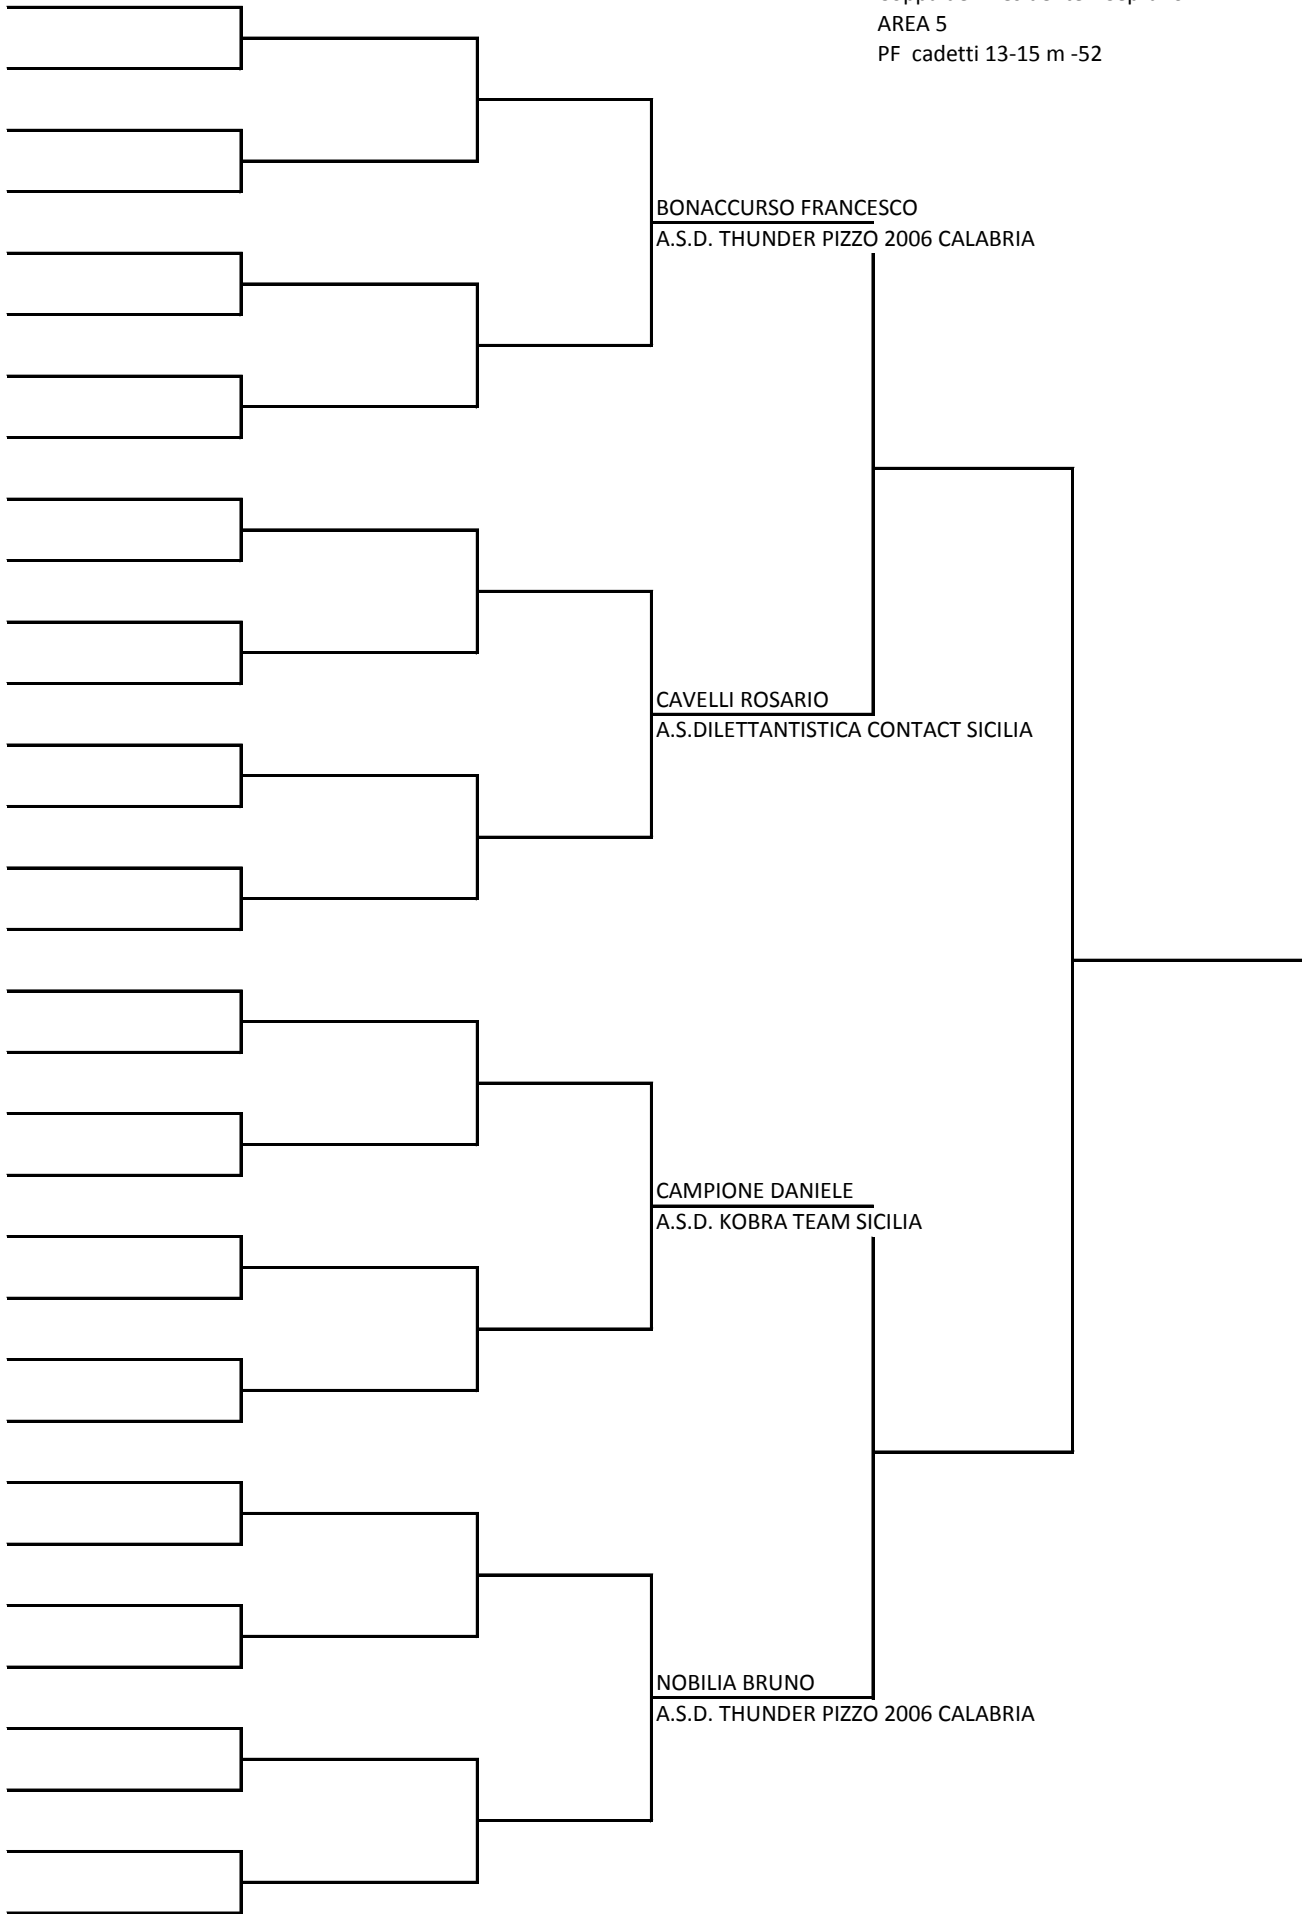 AREA 5
PF cadetti 13-15 m -52
BONACCURSO FRANCESCO
A.S.D. THUNDER PIZZO 2006 CALABRIA
CAVELLI ROSARIO
A.S.DILETTANTISTICA CONTACT SICILIA
CAMPIONE DANIELE
A.S.D. KOBRA TEAM SICILIA
NOBILIA BRUNO
A.S.D. THUNDER PIZZO 2006 CALABRIA